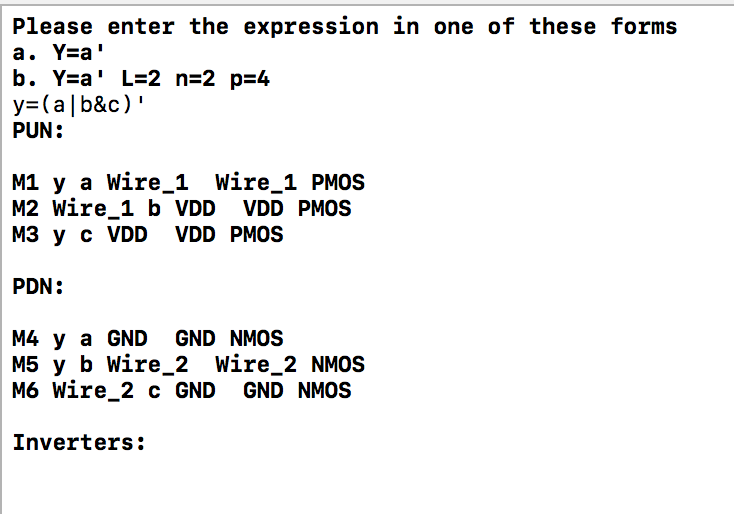 Please enter the expression in one of these forms
a. Y=a'
b. Y=a' L=2 n=2 p=4
y=(a|b&c)'
PUN:
M1 y a Wire_1  Wire_1 PMOS
M2 Wire_1 b VDD  VDD PMOS
M3 y c VDD  VDD PMOS
PDN:
M4 y a GND  GND NMOS
M5 y b Wire_2  Wire_2 NMOS
M6 Wire_2 c GND  GND NMOS
Inverters: